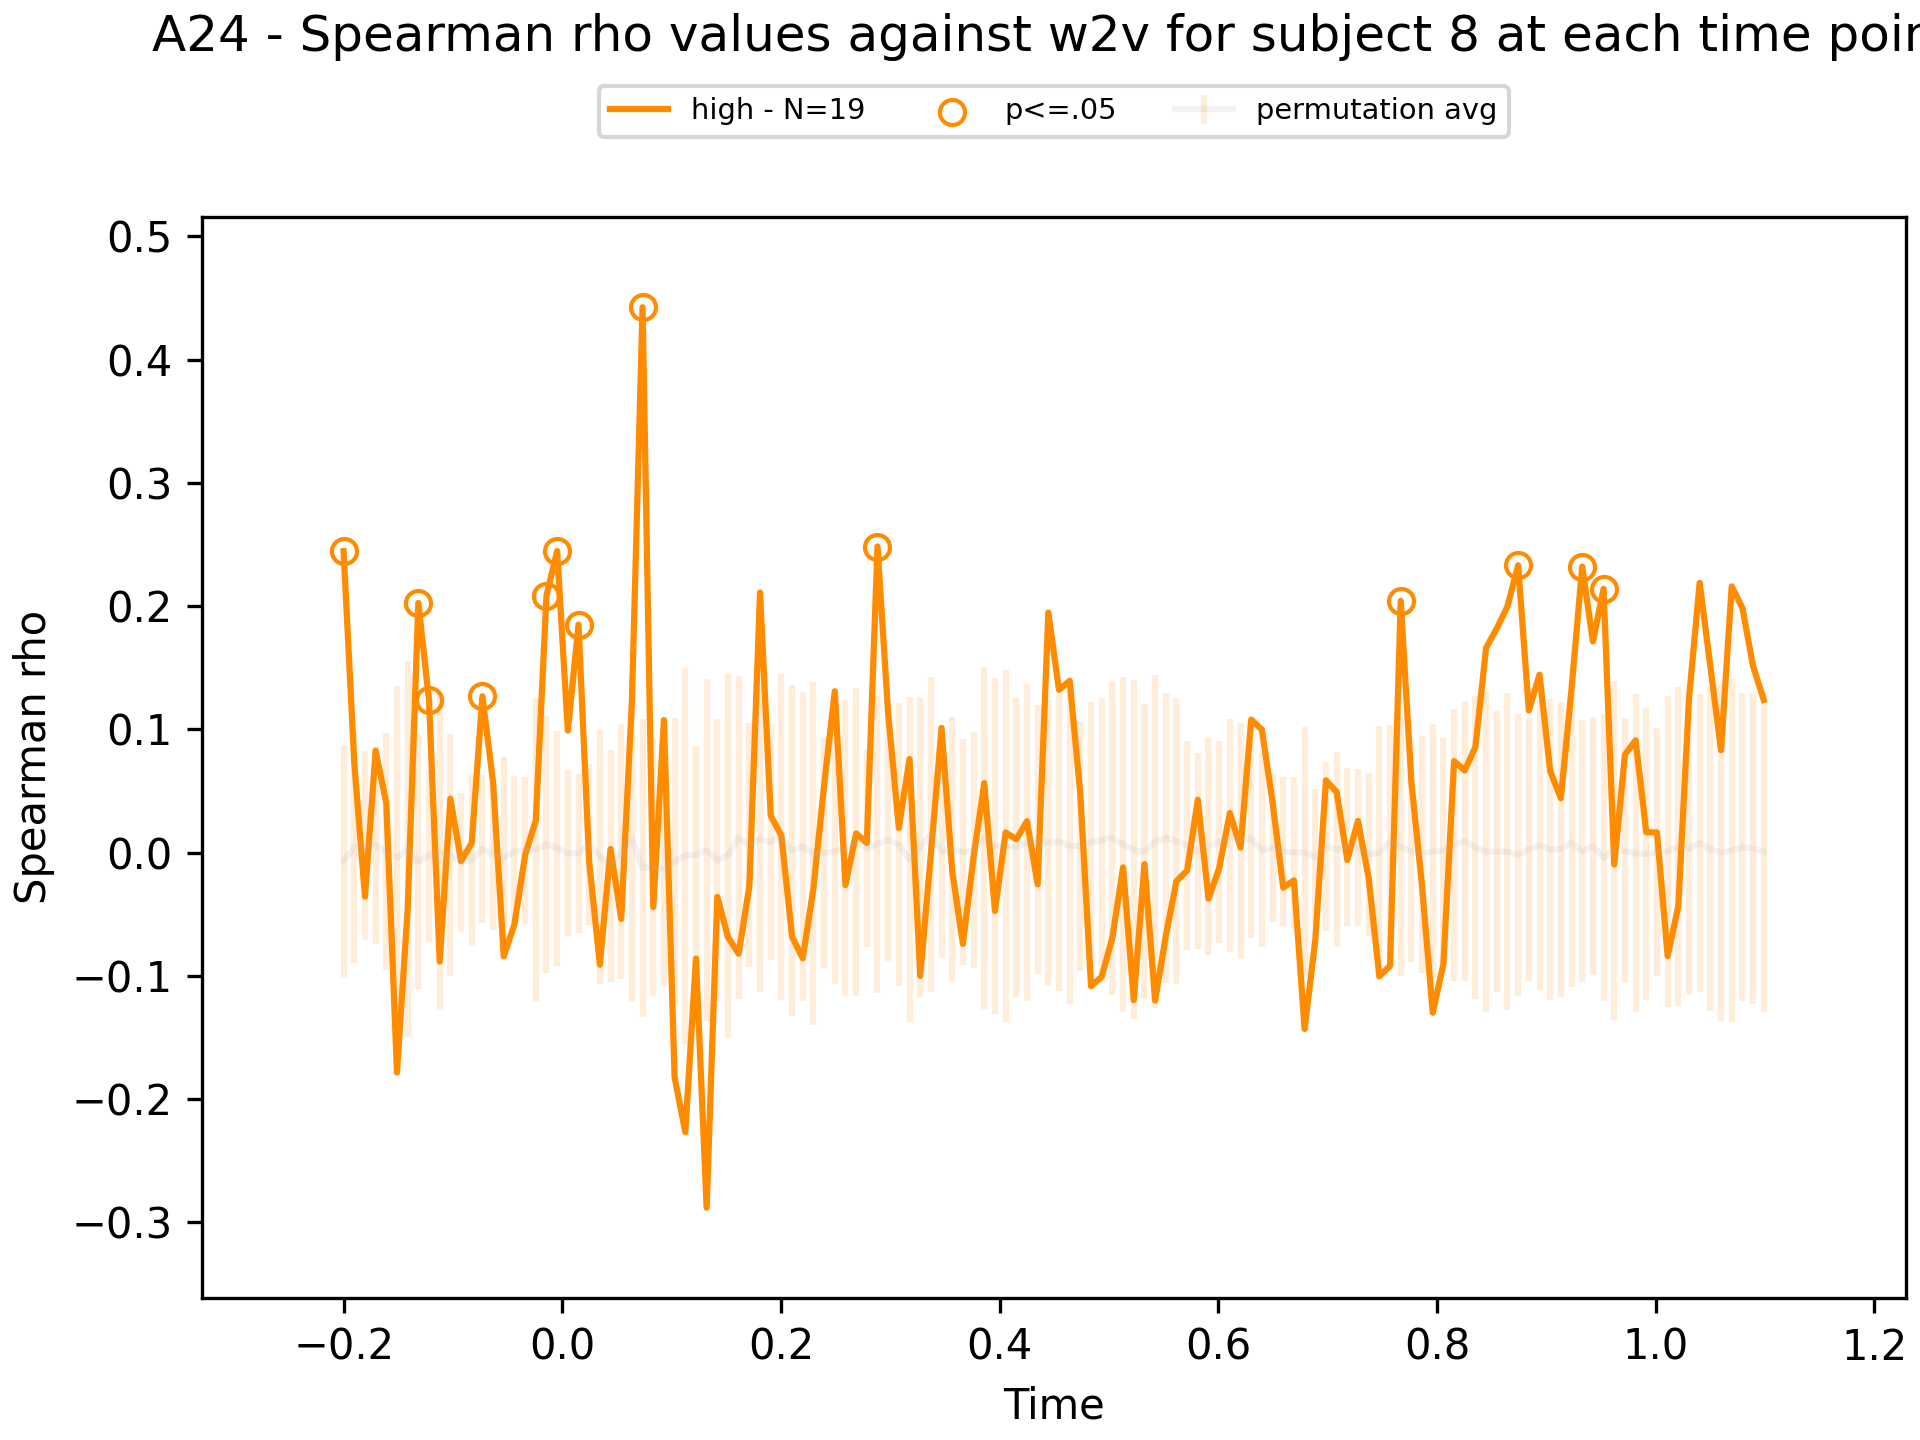 A24 - Spearman rho values against w2v for subject 8 at each time poin
high - N=19 p<=.05 permutation avg
0.5
0.4
0.3
0.2
0.1
0.0
−0.1
−0.2
−0.3
Spearman rho
−0.2 0.0 0.2 0.4 0.6 0.8 1.0 1.2
Time